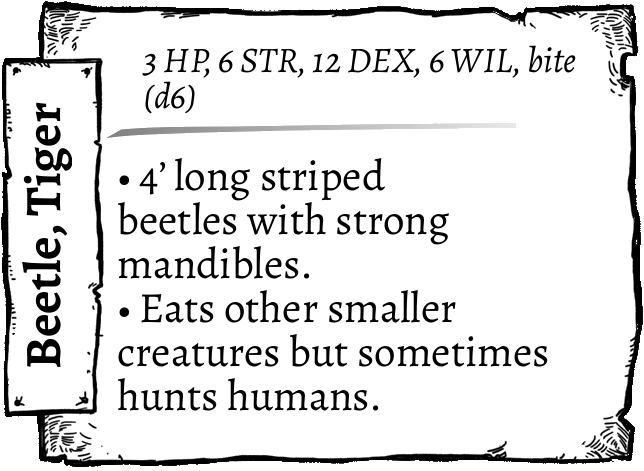 Beetle, Tiger
3 HP, 6 STR, 12 DEX, 6 WIL, bite
(d6)
• 4’ long striped
beetles with strong
mandibles.
• Eats other smaller
creatures but sometimes
hunts humans.